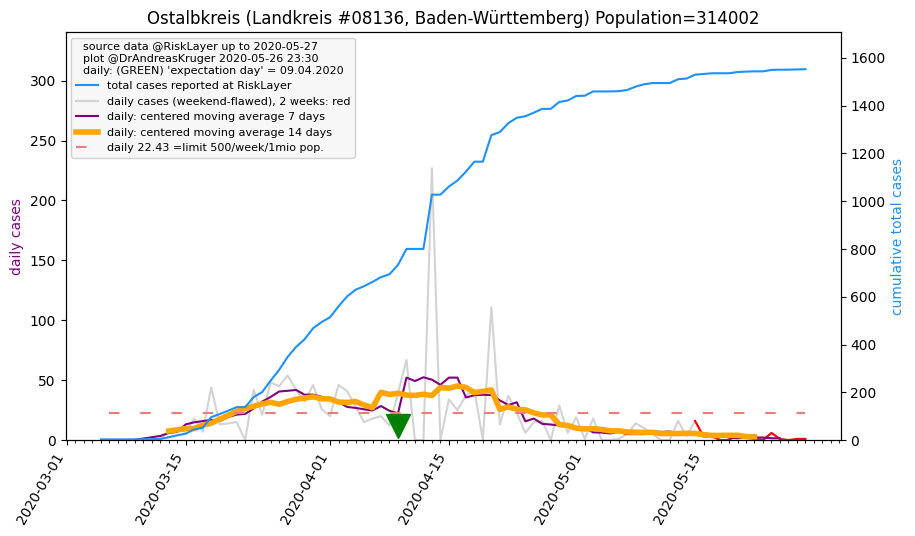 Ostalbkreis (Landkreis #08136, Baden-Württemberg) Population=314002
source data @RiskLayer up to 2020-05-27
plot @DrAndreasKruger 2020-05-26 23:30
daily: (GREEN) 'expectation day' = 09.04.2020
total cases reported at RiskLayer
daily cases (weekend-flawed), 2 weeks: red
daily: centered moving average 7 days
daily: centered moving average 14 days
daily 22.43 =limit 500/week/1mio pop.
daily cases
300
250
200
150
100
50
0
cumulative total cases
1600
1400
1200
1000
800
600
400
200
0
2020-03-01
2020-03-15
2020-04-01
2020-04-15
2020-05-01
2020-05-15